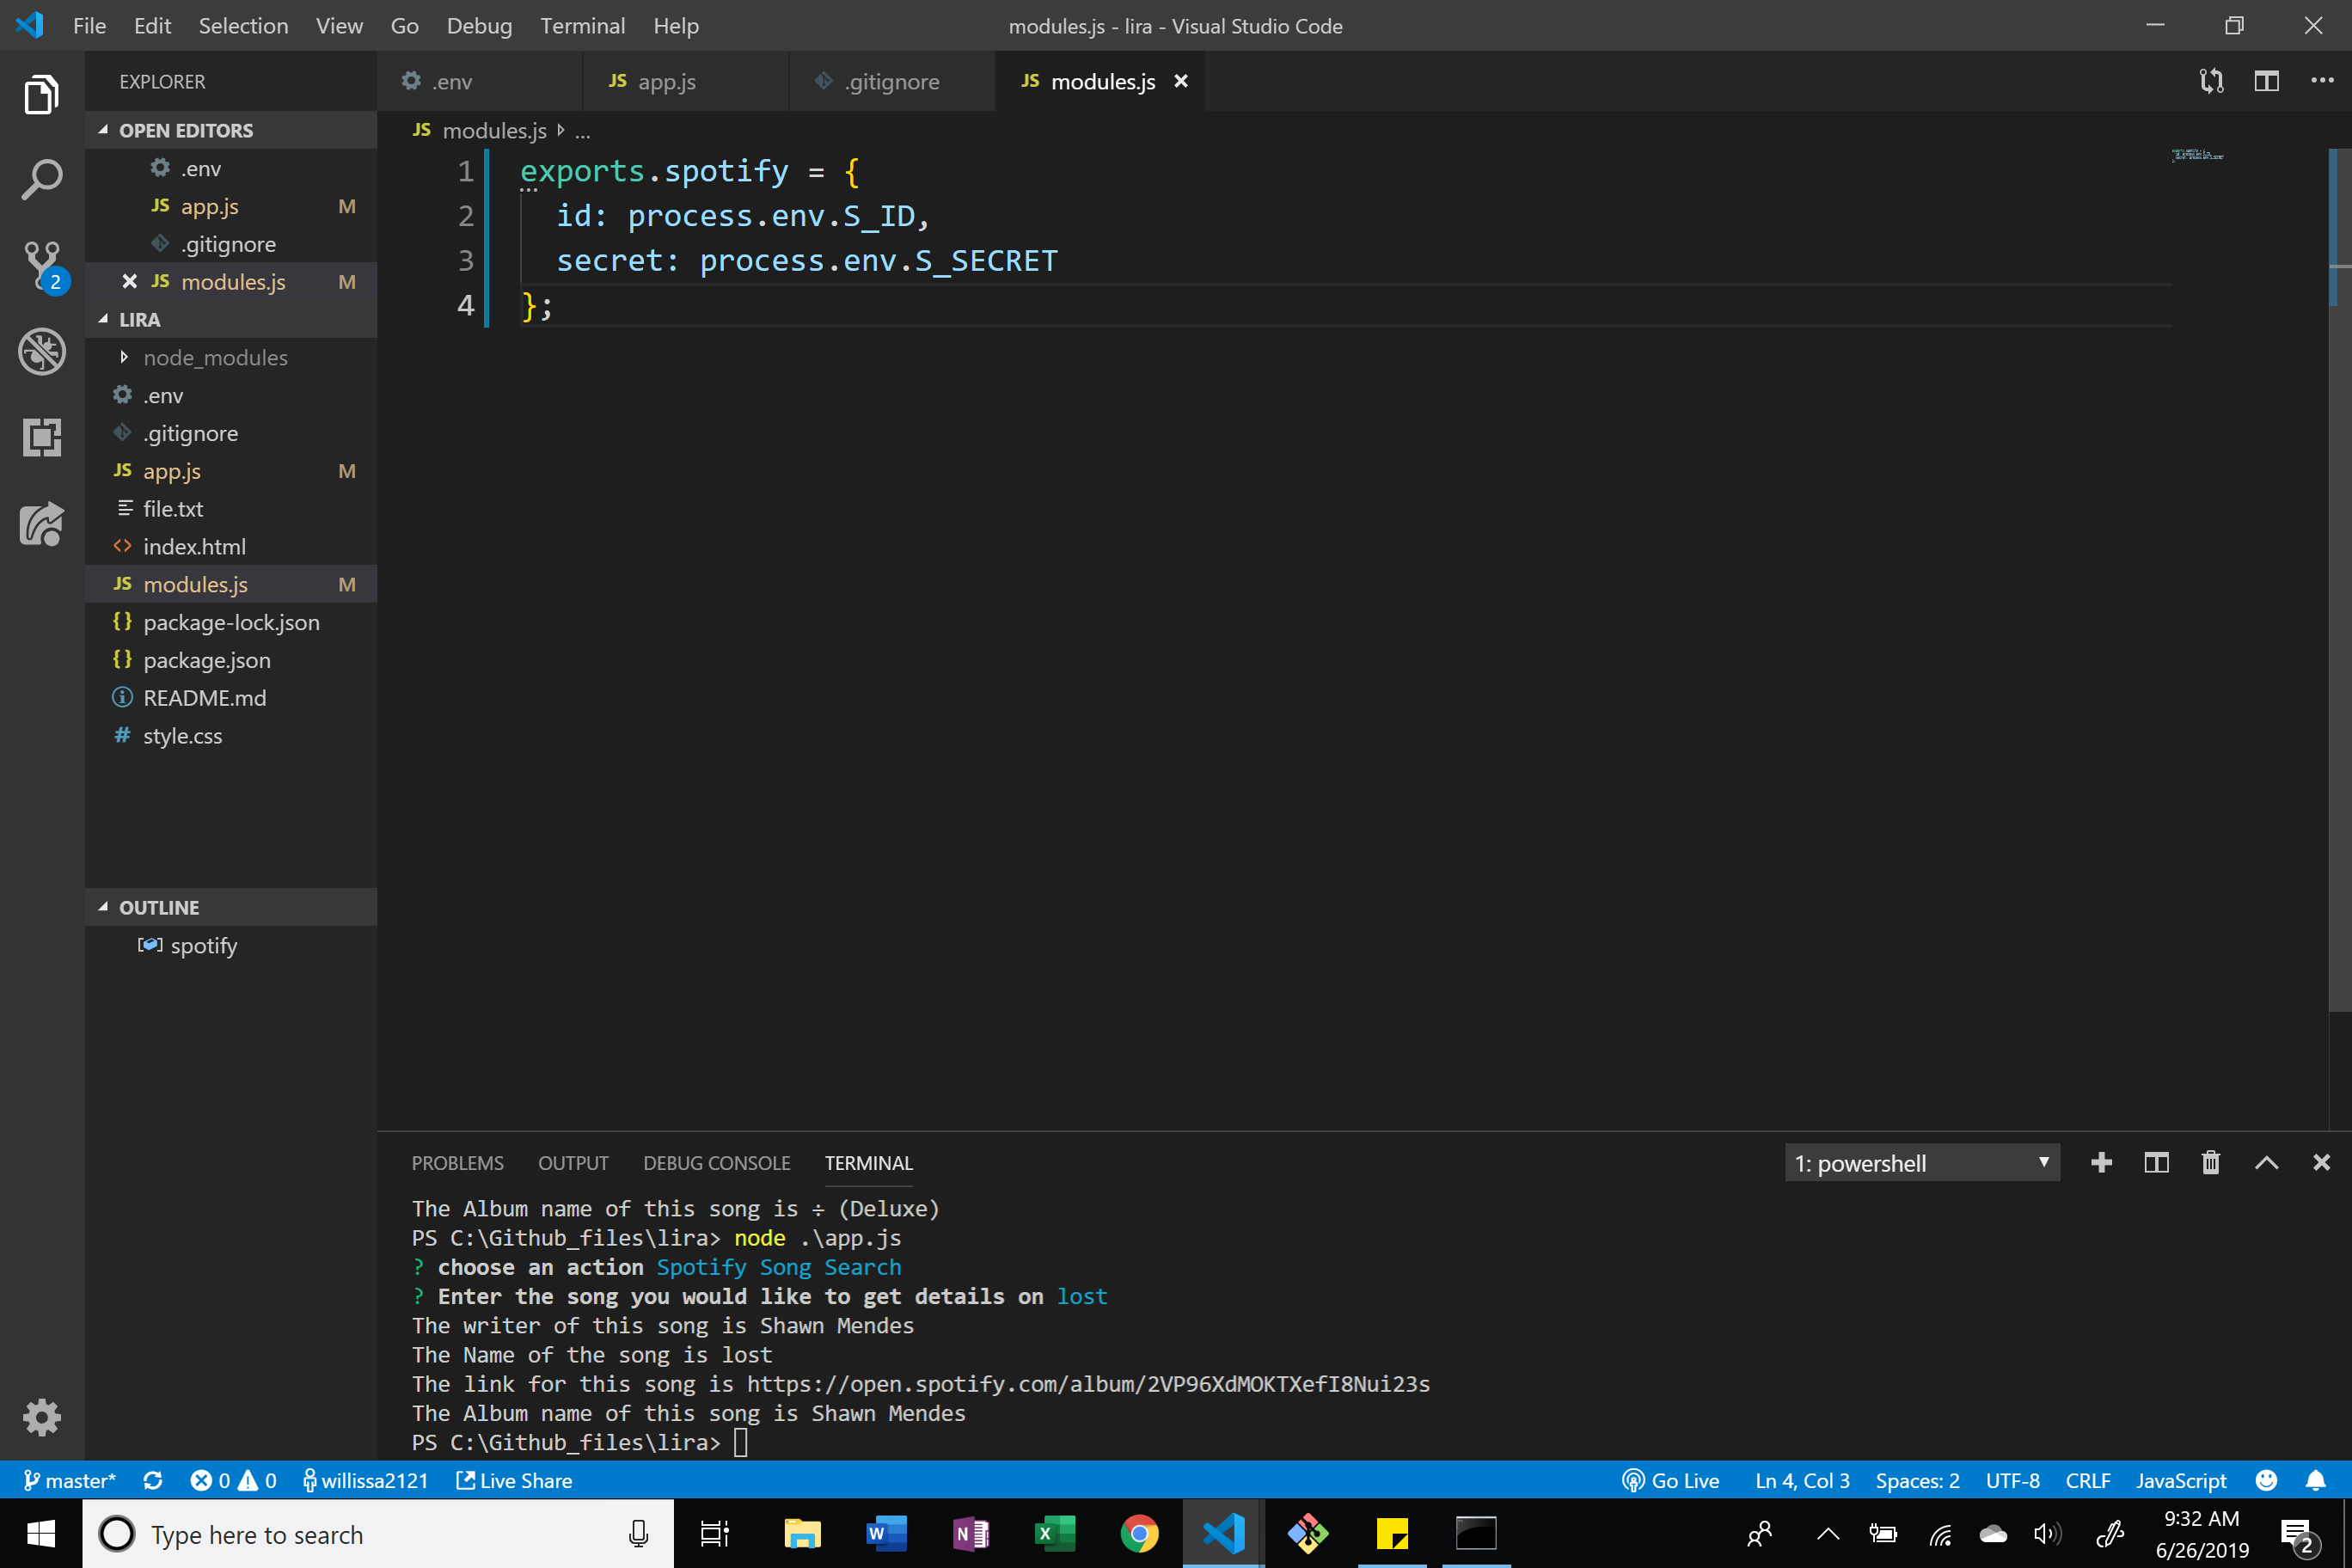 File Edit Selection View Go Debug Terminal Help
modules.js - lira - Visual Studio Code
EXPLORER
OPEN EDITORS
.env
JS app.js M
.gitignore
JS modules.js M
LIRA
node_modules
.env
.gitignore
JS app.js M
file.txt
<> index.html
JS modules.js M
{} package-lock.json
{} package.json
README.md
# style.css
OUTLINE
spotify
2
.env
JS app.js
.gitignore
JS modules.js
JS modules.js ...
1 exports.spotify = {
2 id: process.env.S_ID,
3 secret: process.env.S_SECRET
4 };
PROBLEMS OUTPUT DEBUG CONSOLE TERMINAL
1: powershell
The Album name of this song is ÷ (Deluxe)
PS C:\Github_files\lira> node .\app.js
? choose an action Spotify Song Search
? Enter the song you would like to get details on lost
The writer of this song is Shawn Mendes
The Name of the song is lost
The link for this song is https://open.spotify.com/album/2VP96XdMOKTXefI8Nui23s
The Album name of this song is Shawn Mendes
PS C:\Github_files\lira>
master* 0 0 willissa2121 Live Share
Go Live Ln 4, Col 3 Spaces: 2 UTF-8 CRLF JavaScript
Type here to search
9:32 AM
6/26/2019
2